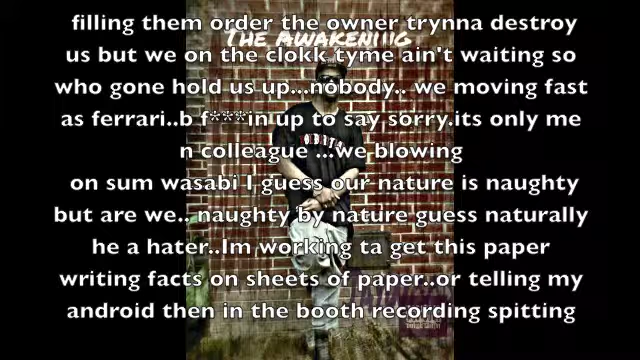 filling them order the owner trynna destroy
The AWAKENIIIG
us but we on the clokk tyme ain't waiting so
who gone hold us up...nobody.. we moving fast
as ferrari..b f***in up to say sorry.its only me
n colleague ...we blowing
on sum wasabi I guess our nature is naughty
but are we.. naughty by nature guess naturally
he a hater..Im working ta get this paper
writing facts on sheets of paper..or telling my
android then in the booth recording spitting